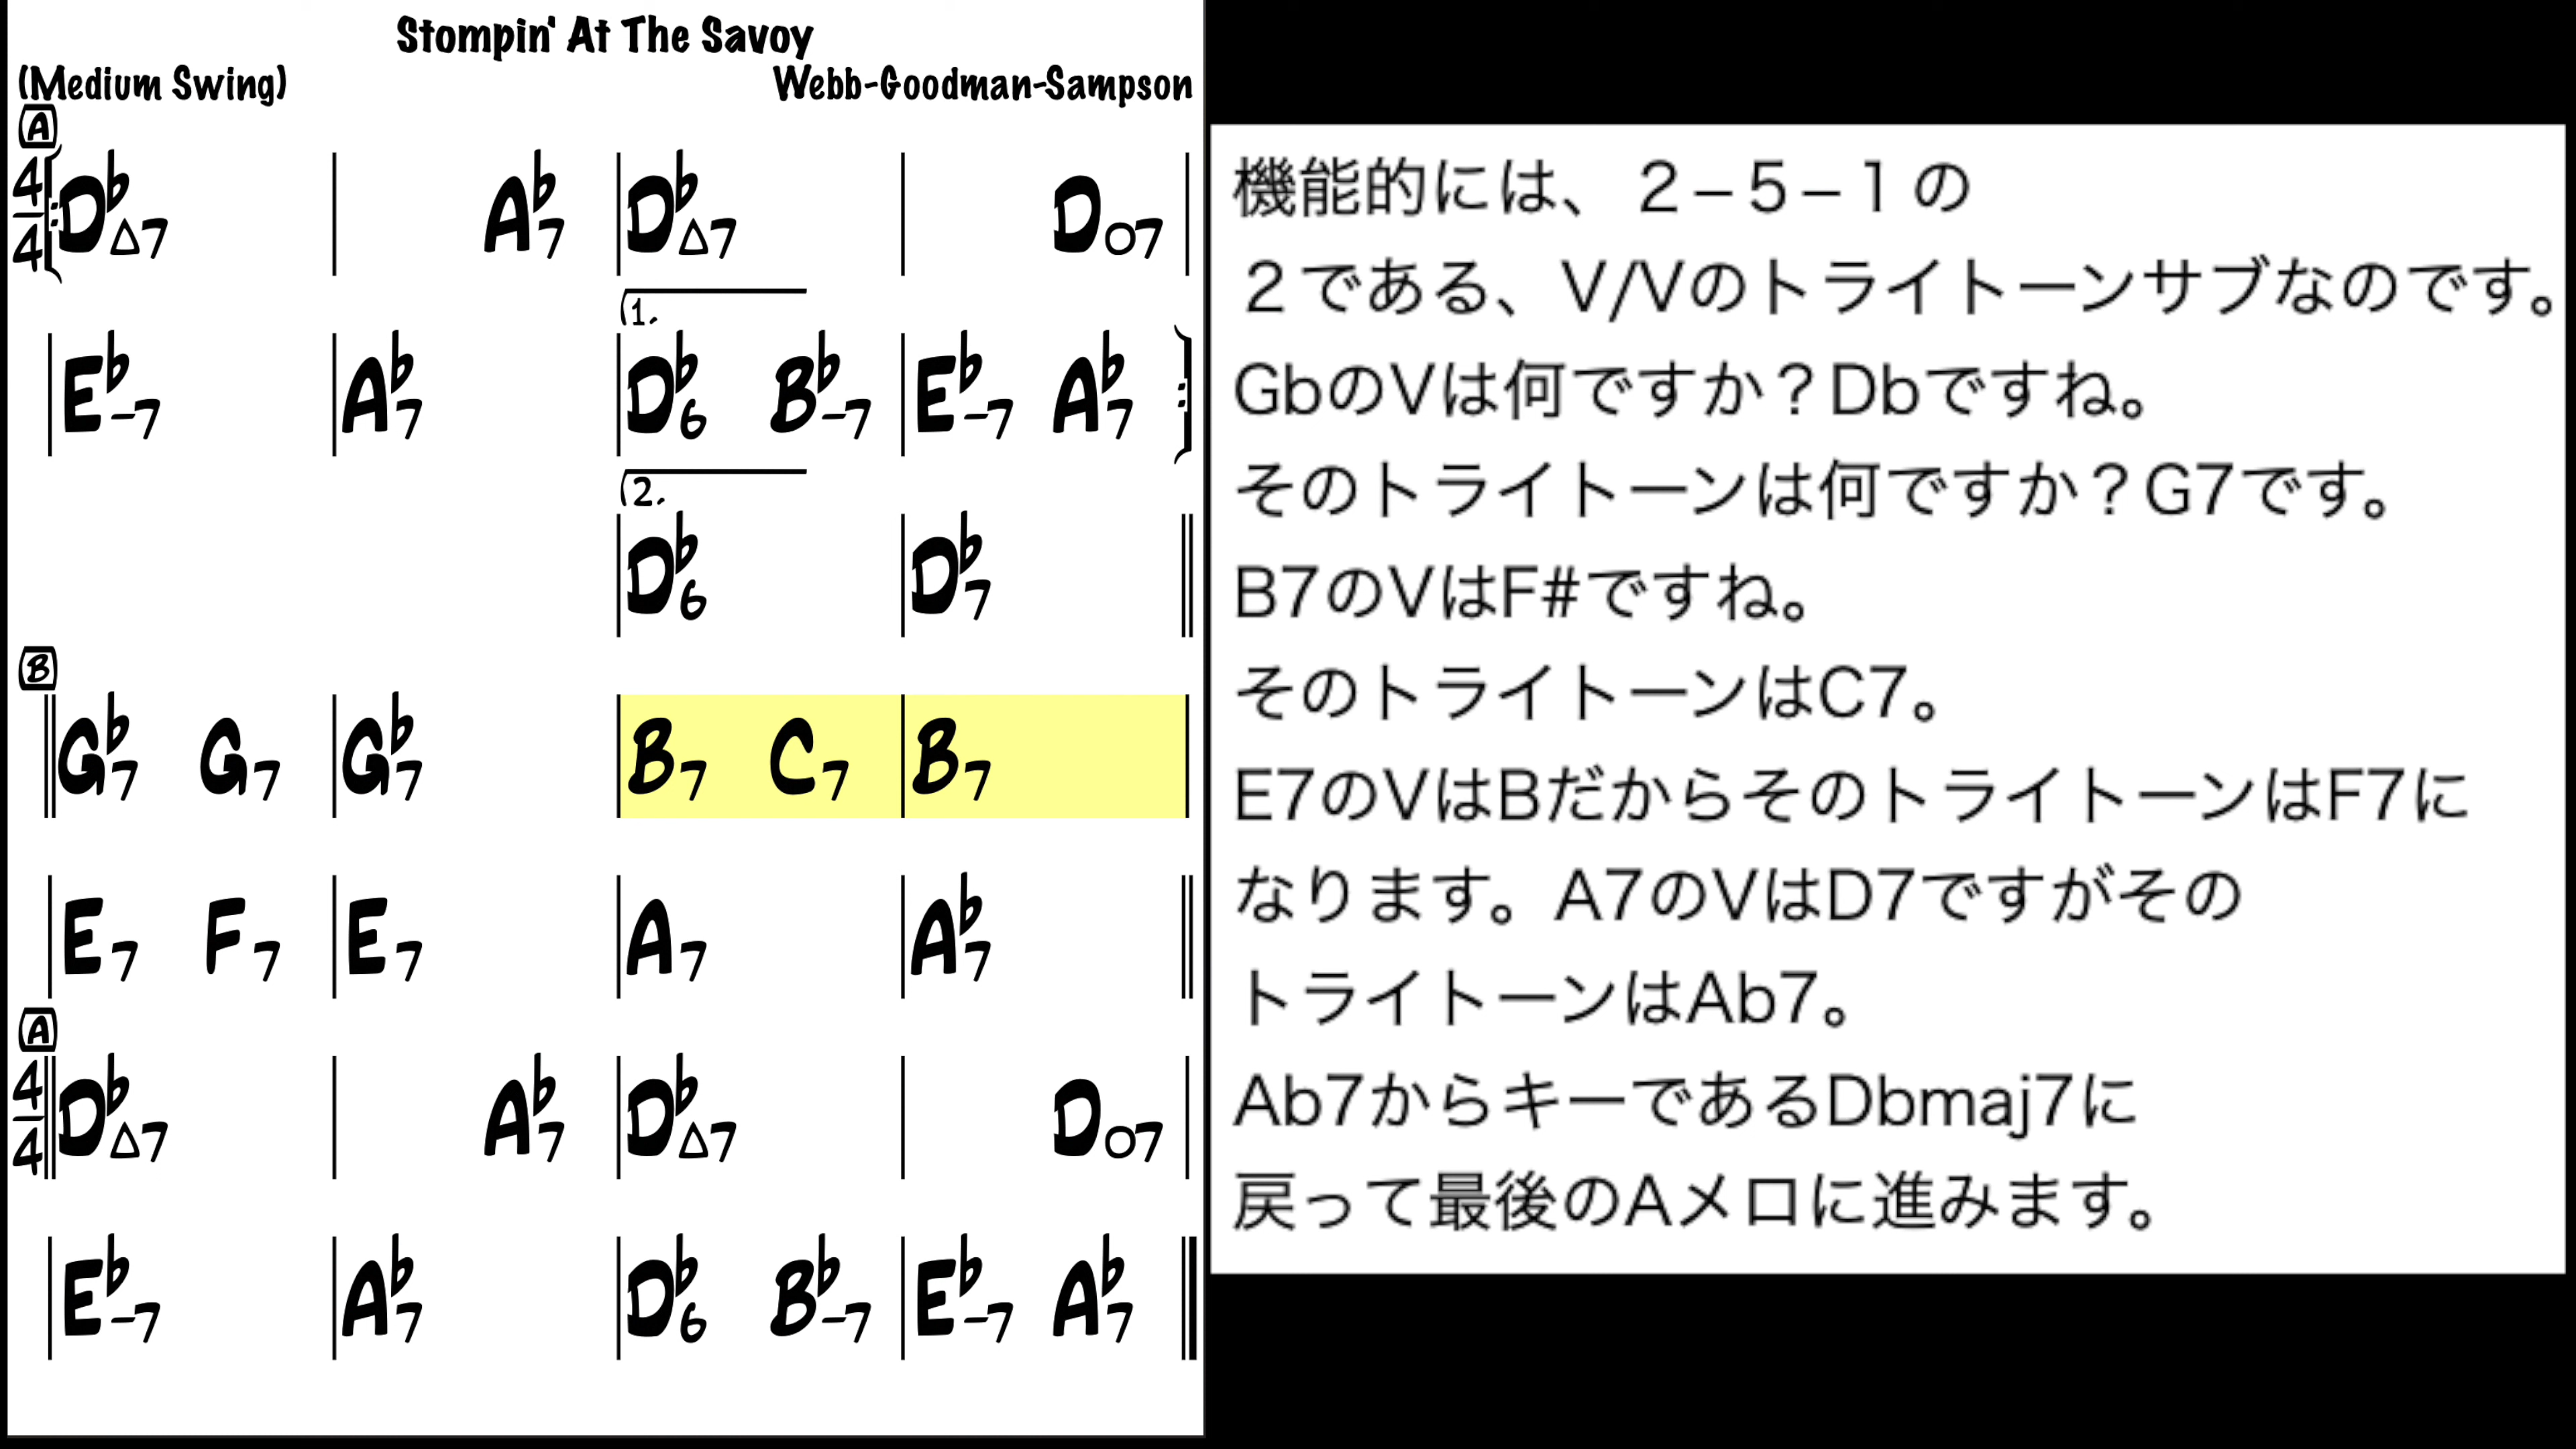 Stompin' At The Savoy
(Medium Swing)
Webb-Goodman-Sampson
A
4/4 D♭△7 | A♭7 | D♭△7 | D○7
E♭-7 | A♭7 | 1. D♭6 B♭-7 | E♭-7 A♭7
2. D♭6 | D♭7
B
G♭7 G7 | G♭7 | B7 C7 | B7
E7 F7 | E7 | A7 | A♭7
A
4/4 D♭△7 | A♭7 | D♭△7 | D○7
E♭-7 | A♭7 | D♭6 B♭-7 | E♭-7 A♭7
機能的には、２−５−１の
２である、V/Vのトライトーンサブなのです。
GbのVは何ですか？Dbですね。
そのトライトーンは何ですか？G7です。
B7のVはF#ですね。
そのトライトーンはC7。
E7のVはBだからそのトライトーンはF7に
なります。A7のVはD7ですがその
トライトーンはAb7。
Ab7からキーであるDbmaj7に
戻って最後のAメロに進みます。